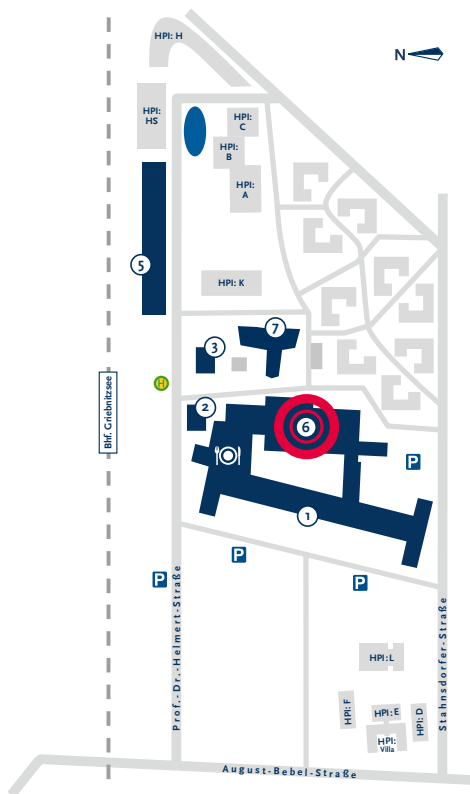 HPI: H
N
HPI:
HS
HPI:
C
HPI:
B
HPI:
A
5
HPI: K
7
3
H
2
Bhf. Griebnitzsee
6
P
1
P
P
P
Prof.-Dr.-Helmert-Straße
Stahnsdorfer-Straße
HPI:L
HPI: F
HPI:E
HPI: D
HPI:
Villa
August-Bebel-Straße